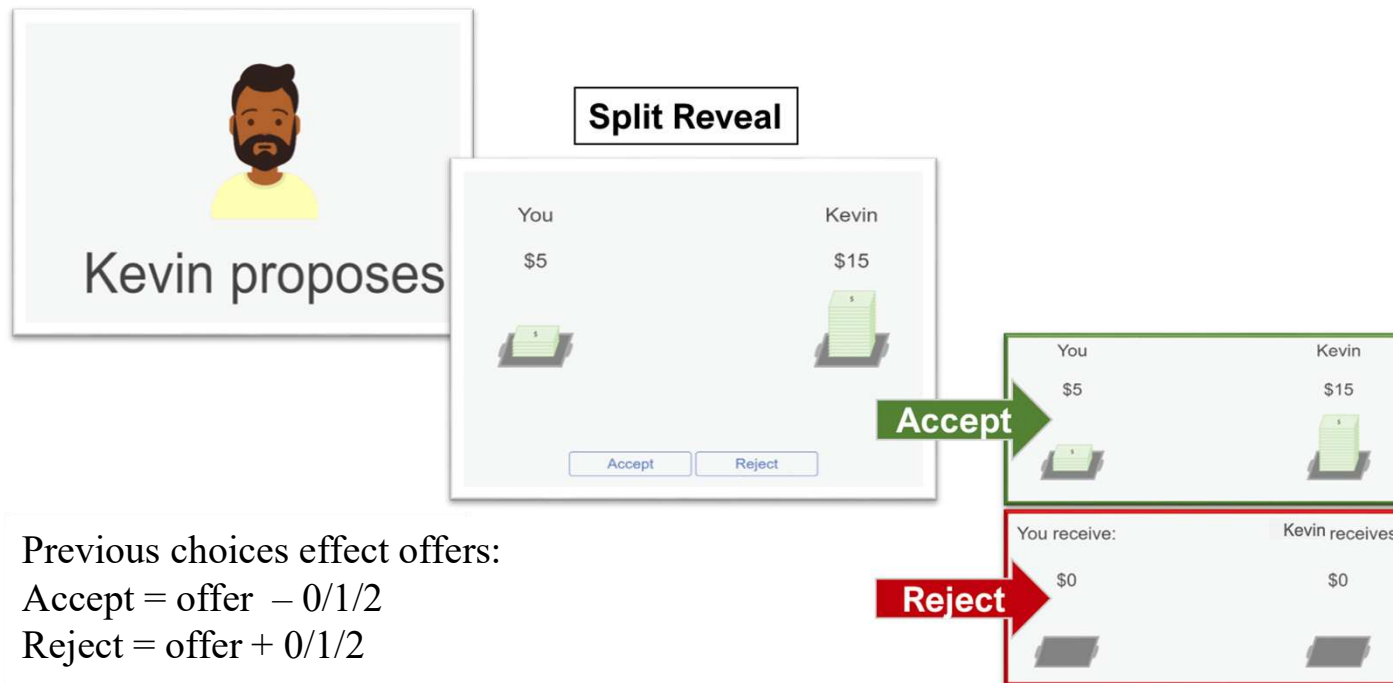 Kevin proposes
Split Reveal
You Kevin
$5 $15
$ $
Accept Reject
Accept
You Kevin
$5 $15
$ $
Reject
You receive: Kevin receives
$0 $0
Previous choices effect offers:
Accept = offer – 0/1/2
Reject = offer + 0/1/2